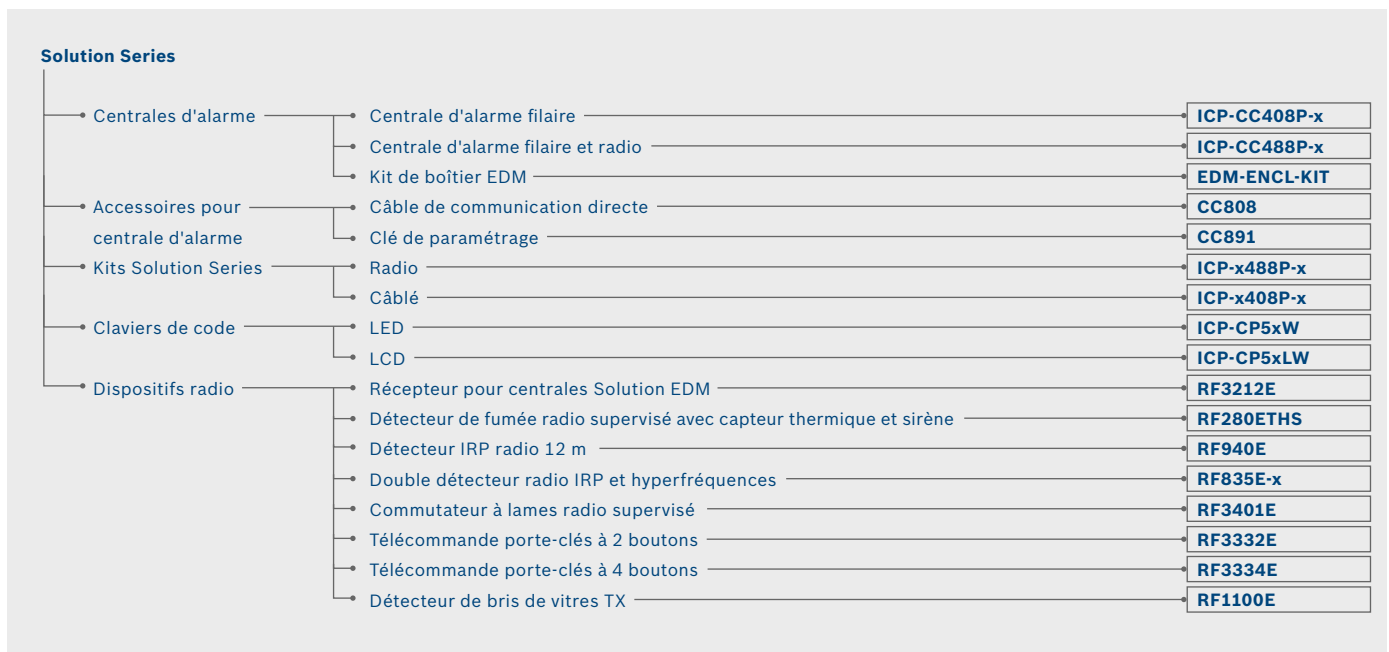 Solution Series
Centrales d'alarme Centrale d'alarme filaire ICP-CC408P-x
Centrale d'alarme filaire et radio ICP-CC488P-x
Kit de boîtier EDM EDM-ENCL-KIT
Accessoires pour Câble de communication directe CC808
centrale d'alarme Clé de paramétrage CC891
Kits Solution Series Radio ICP-x488P-x
Câblé ICP-x408P-x
Claviers de code LED ICP-CP5xW
LCD ICP-CP5xLW
Dispositifs radio Récepteur pour centrales Solution EDM RF3212E
Détecteur de fumée radio supervisé avec capteur thermique et sirène RF280ETHS
Détecteur IRP radio 12 m RF940E
Double détecteur radio IRP et hyperfréquences RF835E-x
Commutateur à lames radio supervisé RF3401E
Télécommande porte-clés à 2 boutons RF3332E
Télécommande porte-clés à 4 boutons RF3334E
Détecteur de bris de vitres TX RF1100E